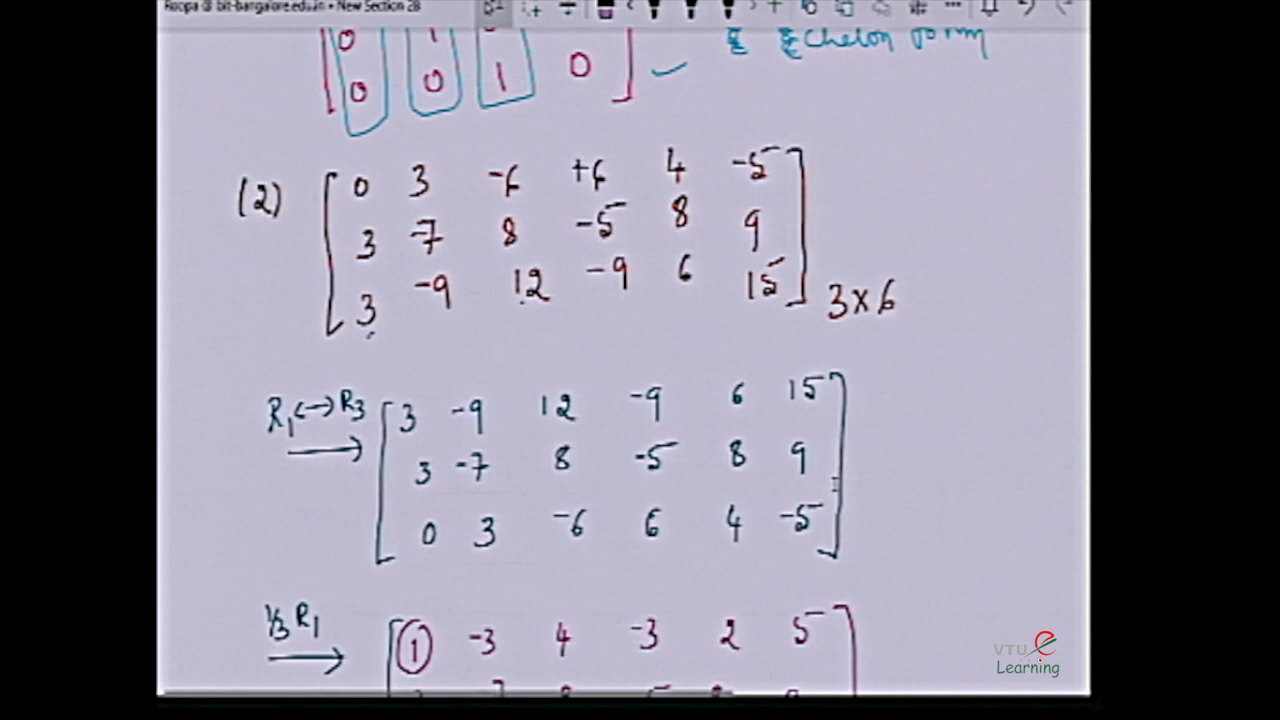 Roopa @ bit-bangalore.edu.in • New Section 28
0 1
0 0 1 0 Echelon form
(2) 0 3 -6 +6 4 -5
3 -7 8 -5 8 9
3 -9 12 -9 6 15 3×6
R1↔R3 3 -9 12 -9 6 15
3 -7 8 -5 8 9
0 3 -6 6 4 -5
1/3 R1 1 -3 4 -3 2 5
VTU e
Learning